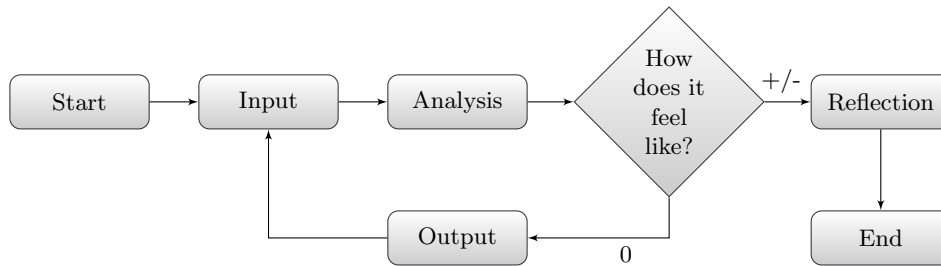 Start
Input
Analysis
How
does it
feel
like?
+/-
Reflection
Output
0
End